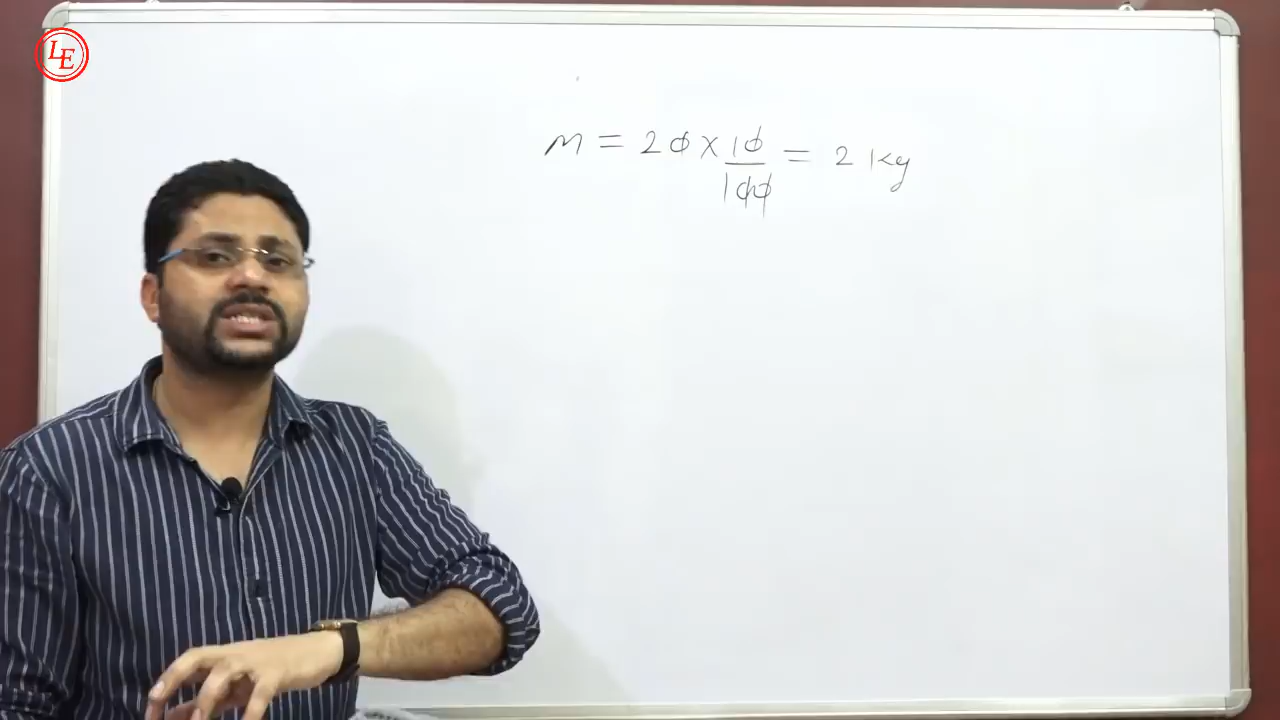 LE
m = 20 × 10/100 = 2 kg